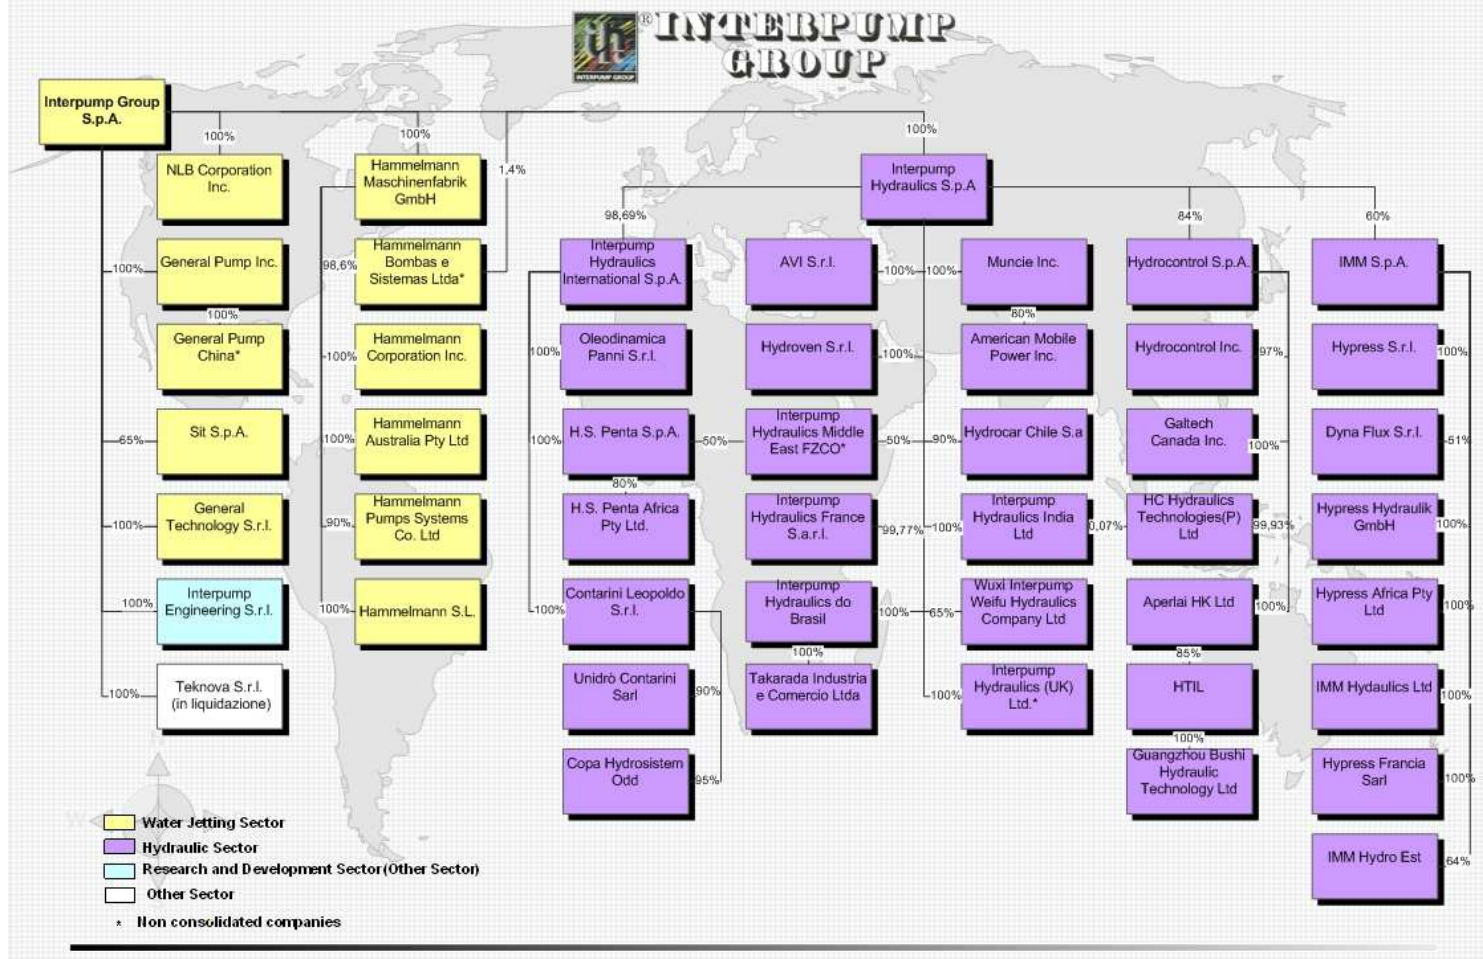 ® INTERPUMP
GROUP
INTERPUMP GROUP
Interpump Group
S.p.A.
100%
100%
100%
1,4%
NLB Corporation
Inc.
Hammelmann
Maschinenfabrik
GmbH
Interpump
Hydraulics S.p.A
98,69%
84%
60%
General Pump Inc.
100%
Hammelmann
Bombas e
Sistemas Ltda*
98,6%
Interpump
Hydraulics
International S.p.A.
AVI S.r.l.
100%
100%
Muncie Inc.
Hydrocontrol S.p.A.
IMM S.p.A.
100%
80%
General Pump
China*
Hammelmann
Corporation Inc.
100%
Oleodinamica
Panni S.r.l.
100%
Hydroven S.r.l.
100%
American Mobile
Power Inc.
Hydrocontrol Inc.
97%
Hypress S.r.l.
100%
65%
Sit S.p.A.
100%
Hammelmann
Australia Pty Ltd
100%
H.S. Penta S.p.A.
50%
Interpump
Hydraulics Middle
East FZCO*
50%
90%
Hydrocar Chile S.a
Galtech
Canada Inc.
100%
Dyna Flux S.r.l.
51%
80%
100%
General
Technology S.r.l.
90%
Hammelmann
Pumps Systems
Co. Ltd
H.S. Penta Africa
Pty Ltd.
Interpump
Hydraulics France
S.a.r.l.
99,77%
100%
Interpump
Hydraulics India
Ltd
0,07%
HC Hydraulics
Technologies(P)
Ltd
99,93%
Hypress Hydraulik
GmbH
100%
100%
Interpump
Engineering S.r.l.
100%
Hammelmann S.L.
100%
Contarini Leopoldo
S.r.l.
Interpump
Hydraulics do
Brasil
100%
65%
Wuxi Interpump
Weifu Hydraulics
Company Ltd
Aperlai HK Ltd
100%
Hypress Africa Pty
Ltd
100%
100%
85%
100%
Teknova S.r.l.
(in liquidazione)
Unidrò Contarini
Sarl
90%
Takarada Industria
e Comercio Ltda
100%
Interpump
Hydraulics (UK)
Ltd.*
HTIL
IMM Hydaulics Ltd
100%
100%
Copa Hydrosistem
Odd
95%
Guangzhou Bushi
Hydraulic
Technology Ltd
Hypress Francia
Sarl
100%
IMM Hydro Est
64%
Water Jetting Sector
Hydraulic Sector
Research and Development Sector(Other Sector)
Other Sector
* Non consolidated companies